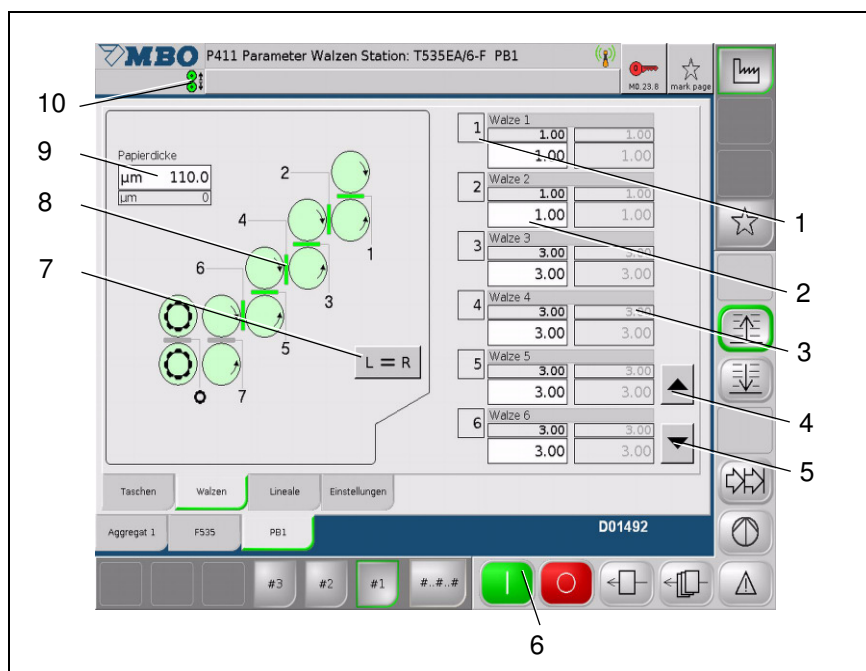 MBO P411 Parameter Walzen Station: T535EA/6-F PB1
M0.23.8
mark page
10
9
8
7
Papierdicke
µm 110.0
µm 0
2
4
6
1
3
5
7
L = R
1 Walze 1
1.00 1.00
1.00 1.00
2 Walze 2
1.00 1.00
1.00 1.00
3 Walze 3
3.00 3.00
3.00 3.00
4 Walze 4
3.00 3.00
3.00 3.00
5 Walze 5
3.00 3.00
3.00 3.00
6 Walze 6
3.00 3.00
3.00 3.00
1
2
3
4
5
Taschen Walzen Lineale Einstellungen
Aggregat 1 F535 PB1
D01492
#3 #2 #1 #..#..#
6